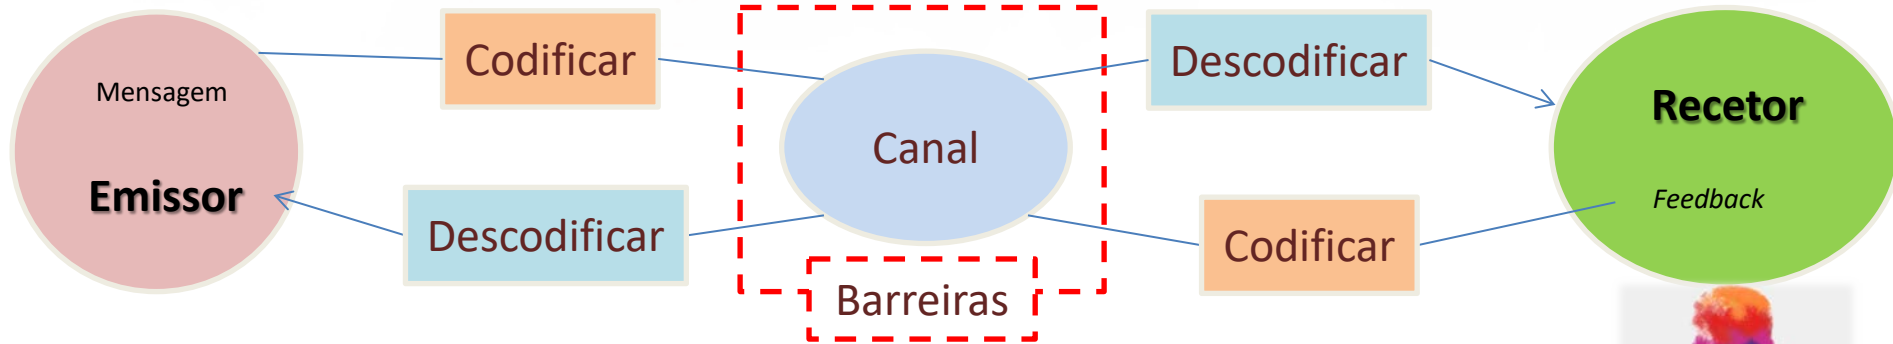 Mensagem
Emissor
Codificar
Descodificar
Canal
Barreiras
Descodificar
Codificar
Recetor
Feedback